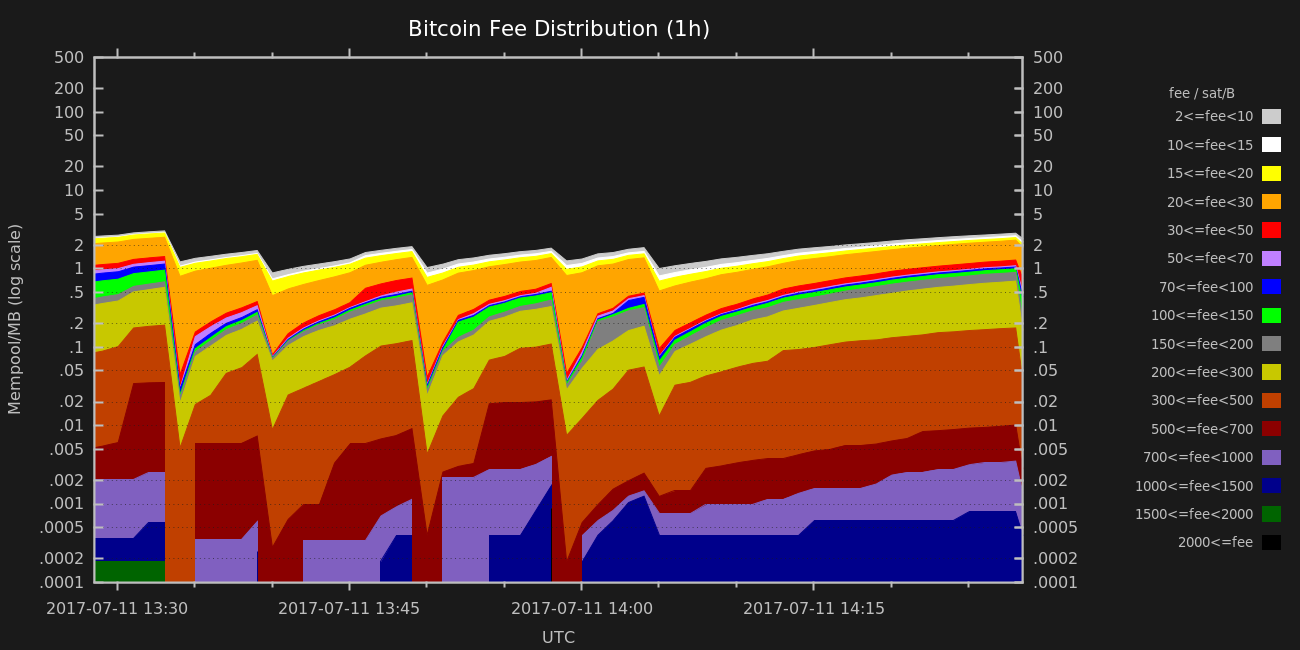 Bitcoin Fee Distribution (1h)
Mempool/MB (log scale)
500
200
100
50
20
10
5
2
1
.5
.2
.1
.05
.02
.01
.005
.002
.001
.0005
.0002
.0001
500
200
100
50
20
10
5
2
1
.5
.2
.1
.05
.02
.01
.005
.002
.001
.0005
.0002
.0001
fee / sat/B
2<=fee<10
10<=fee<15
15<=fee<20
20<=fee<30
30<=fee<50
50<=fee<70
70<=fee<100
100<=fee<150
150<=fee<200
200<=fee<300
300<=fee<500
500<=fee<700
700<=fee<1000
1000<=fee<1500
1500<=fee<2000
2000<=fee
2017-07-11 13:30 2017-07-11 13:45 2017-07-11 14:00 2017-07-11 14:15
UTC